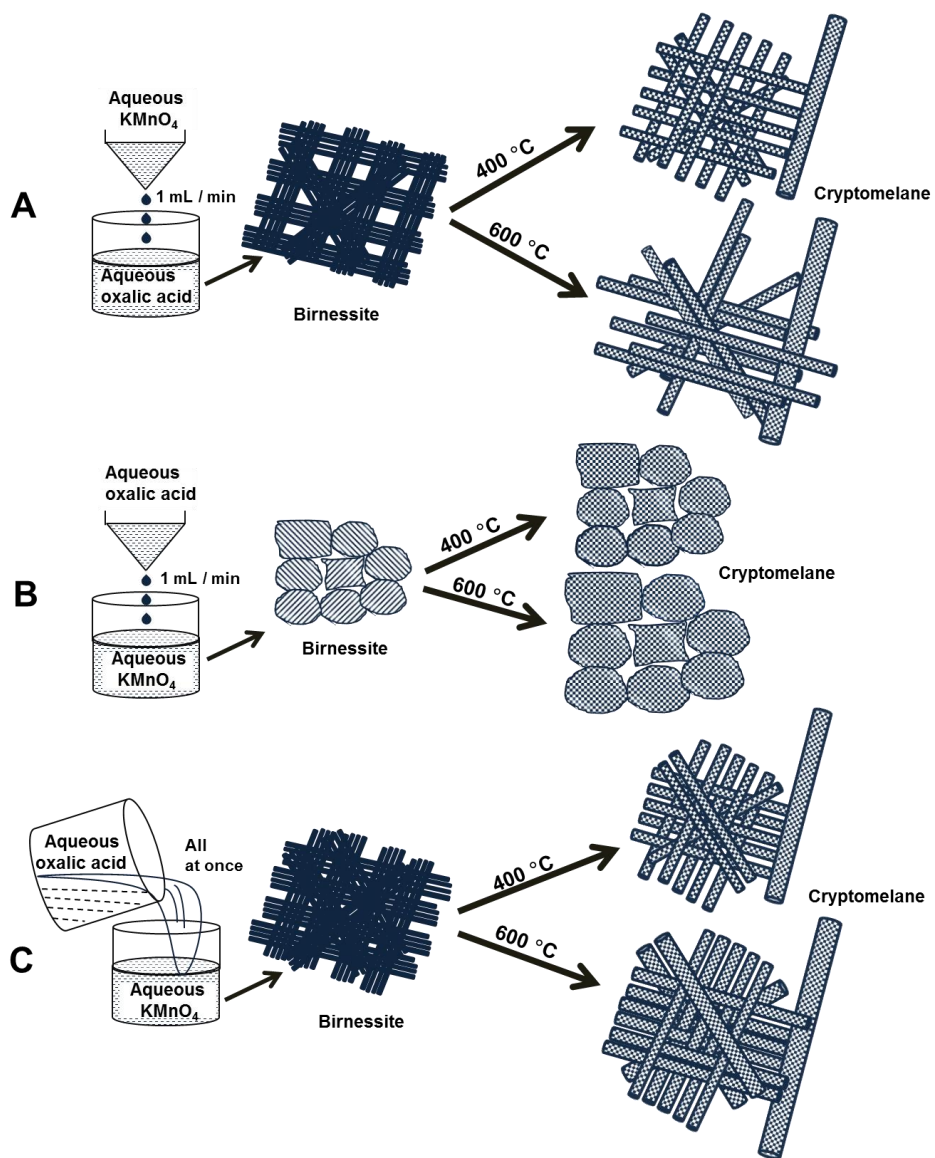 Aqueous
KMnO₄
1 mL / min
A
Aqueous
oxalic acid
Birnessite
400 °C
600 °C
Cryptomelane
Aqueous
oxalic acid
1 mL / min
B
Aqueous
KMnO₄
Birnessite
400 °C
600 °C
Cryptomelane
Aqueous
oxalic acid
All
at once
C
Aqueous
KMnO₄
Birnessite
400 °C
600 °C
Cryptomelane